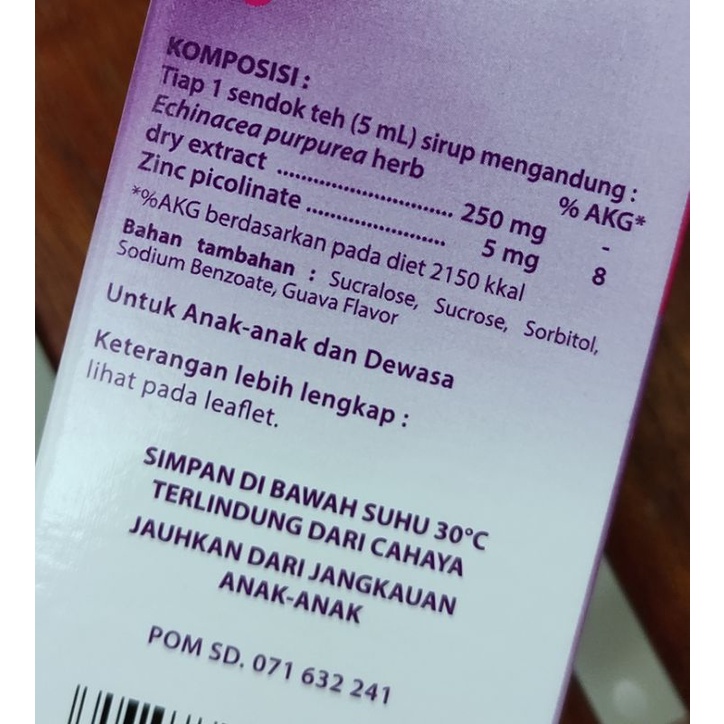 KOMPOSISI :
Tiap 1 sendok teh (5 mL) sirup mengandung :
% AKG*
Echinacea purpurea herb
dry extract ............................. 250 mg -
Zinc picolinate ....................... 5 mg 8
*%AKG berdasarkan pada diet 2150 kkal
Bahan tambahan : Sucralose, Sucrose, Sorbitol,
Sodium Benzoate, Guava Flavor
Untuk Anak-anak dan Dewasa
Keterangan lebih lengkap :
lihat pada leaflet.
SIMPAN DI BAWAH SUHU 30°C
TERLINDUNG DARI CAHAYA
JAUHKAN DARI JANGKAUAN
ANAK-ANAK
POM SD. 071 632 241